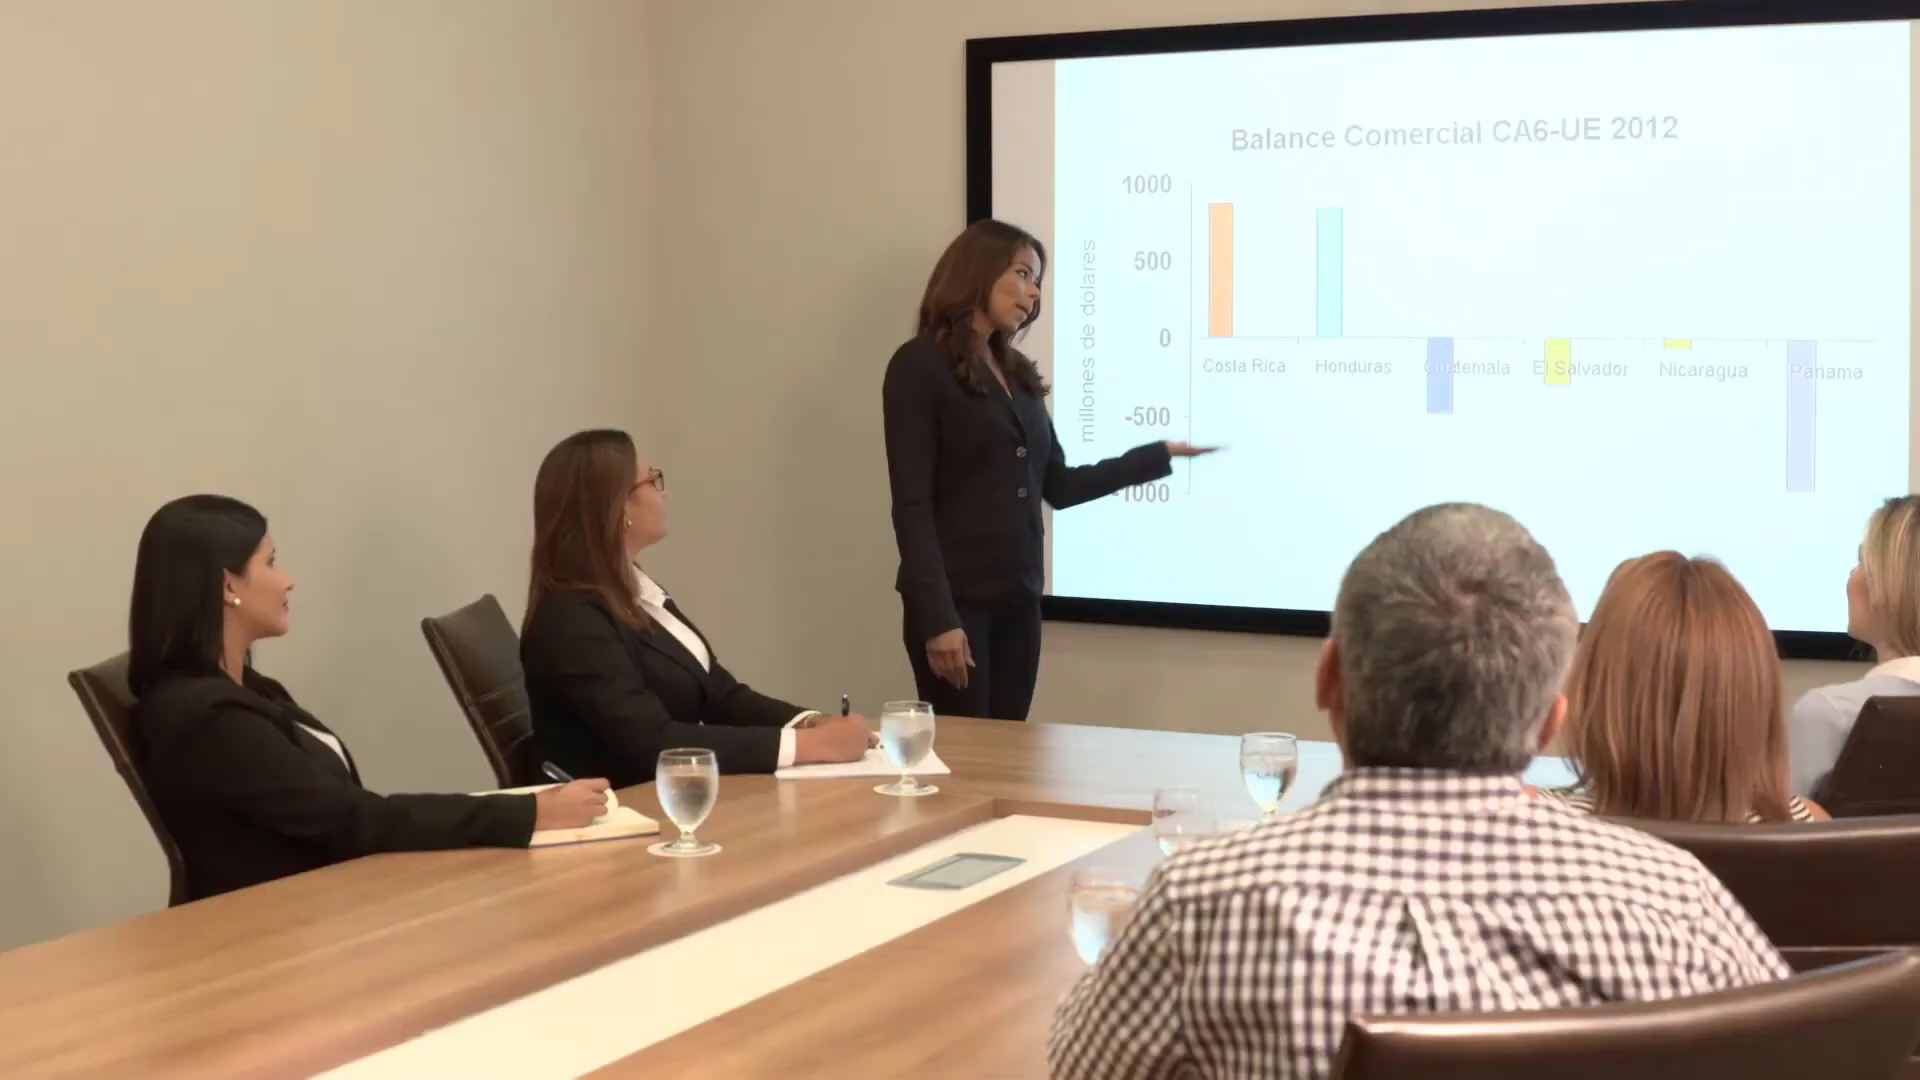 Balance Comercial CA6-UE 2012
millones de dólares
1000
500
0
-500
-1000
Costa Rica
Honduras
Guatemala
El Salvador
Nicaragua
Panama